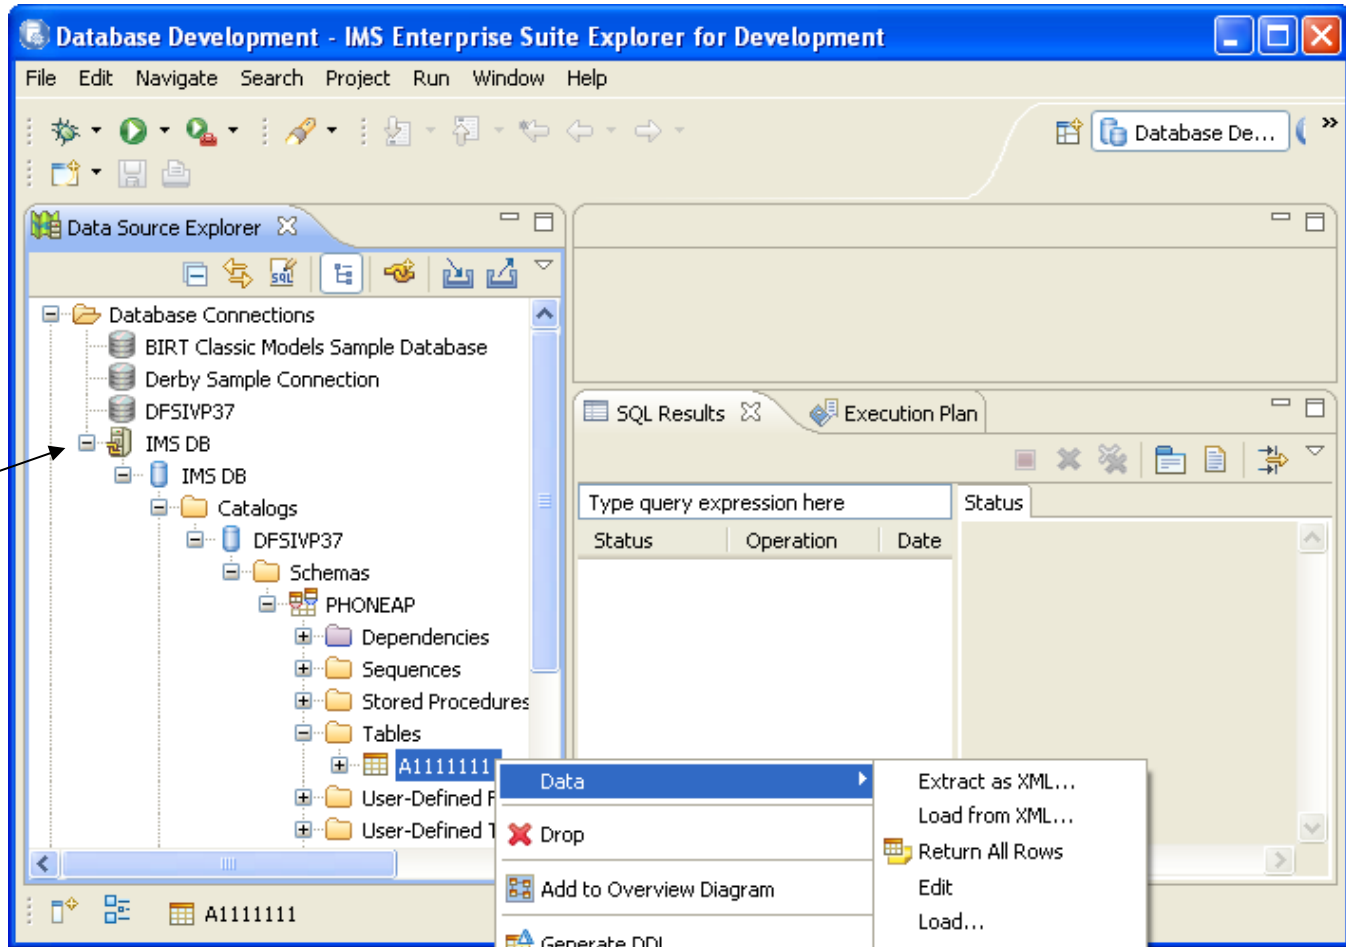 Database Development - IMS Enterprise Suite Explorer for Development
File Edit Navigate Search Project Run Window Help
Database De...
»
Data Source Explorer
SQL
Database Connections
BIRT Classic Models Sample Database
Derby Sample Connection
DFSIVP37
IMS DB
IMS DB
Catalogs
DFSIVP37
Schemas
PHONEAP
Dependencies
Sequences
Stored Procedures
Tables
A1111111
User-Defined F
User-Defined T
A1111111
SQL Results
Execution Plan
Type query expression here
Status
Status Operation Date
Data
Drop
Add to Overview Diagram
Generate DDL
Extract as XML...
Load from XML...
Return All Rows
Edit
Load...